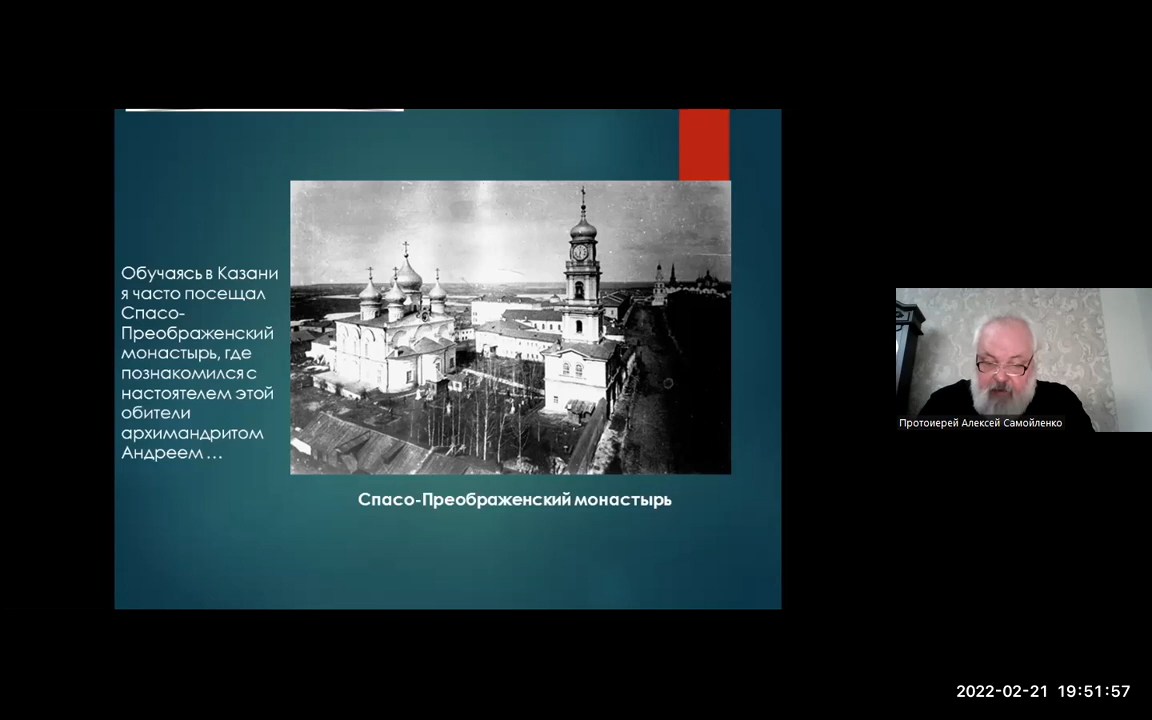 Обучаясь в Казани
я часто посещал
Спасо-
Преображенский
монастырь, где
познакомился с
настоятелем этой
обители
архимандритом
Андреем ...
Спасо-Преображенский монастырь
Протоиерей Алексей Самойленко
2022-02-21 19:51:57